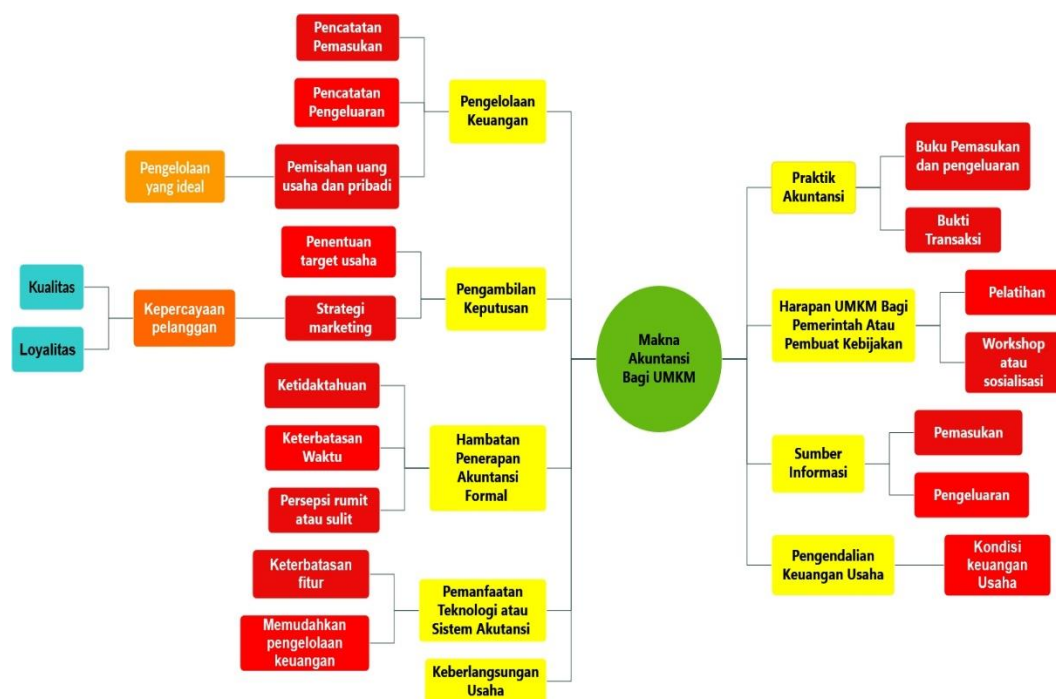 Pencatatan
Pemasukan
Pencatatan
Pengeluaran
Pengelolaan
Keuangan
Pengelolaan
yang ideal
Pemisahan uang
usaha dan pribadi
Penentuan
target usaha
Pengambilan
Keputusan
Kualitas
Loyalitas
Kepercayaan
pelanggan
Strategi
marketing
Ketidaktahuan
Keterbatasan
Waktu
Persepsi rumit
atau sulit
Hambatan
Penerapan
Akuntansi
Formal
Keterbatasan
fitur
Memudahkan
pengelolaan
keuangan
Pemanfaatan
Teknologi atau
Sistem Akutansi
Keberlangsungan
Usaha
Makna
Akuntansi
Bagi UMKM
Praktik
Akuntansi
Buku Pemasukan
dan pengeluaran
Bukti
Transaksi
Harapan UMKM Bagi
Pemerintah Atau
Pembuat Kebijakan
Pelatihan
Workshop
atau
sosialisasi
Sumber
Informasi
Pemasukan
Pengeluaran
Pengendalian
Keuangan Usaha
Kondisi
keuangan
Usaha